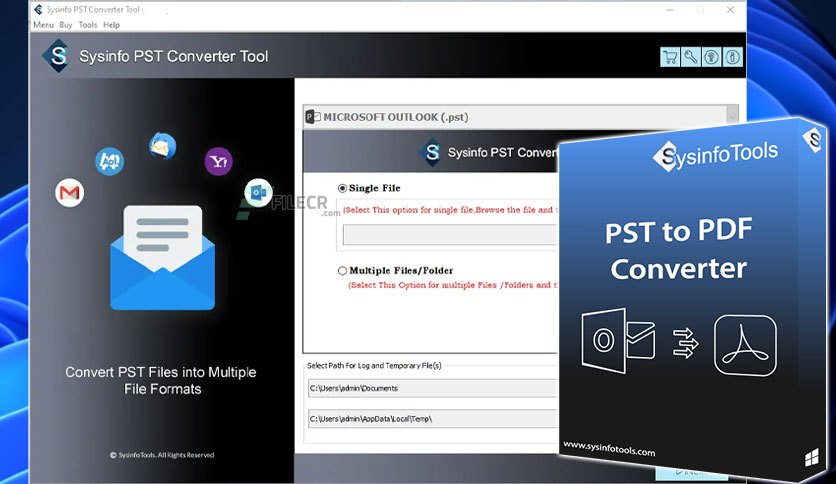 Sysinfo PST Converter Tool
Menu Buy Tools Help
S Sysinfo PST Converter Tool
MICROSOFT OUTLOOK (.pst)
S Sysinfo PST Conver
Single File
(Select This option for single file,Browse the file and
Multiple Files/Folder
(Select This Option for multiple Files /Folders and
FILECR
.com
Convert PST Files into Multiple
File Formats
Select Path For Log and Temporary File(s)
C:\Users\admin\Documents
C:\Users\admin\AppData\Local\Temp\
© SysInfoTools. All Rights Reserved
SysinfoTools
PST to PDF
Converter
www.sysinfotools.com